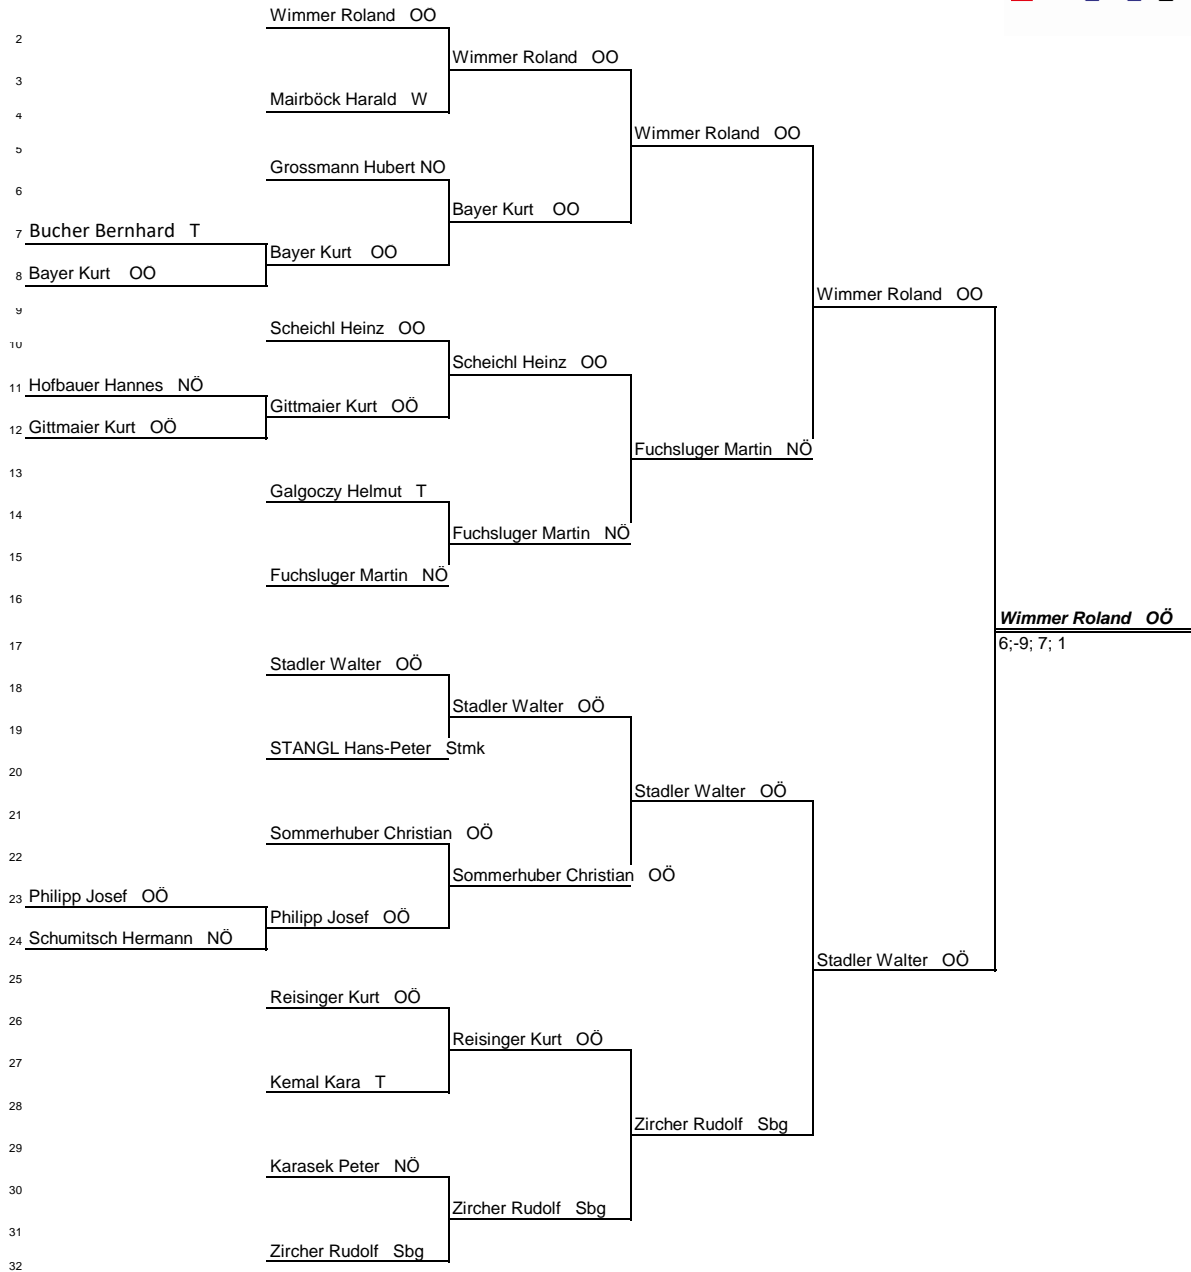 Wimmer Roland OO
2
Wimmer Roland OO
3
Mairböck Harald W
4
Wimmer Roland OO
5
Grossmann Hubert NO
6
Bayer Kurt OO
7 Bucher Bernhard T
Bayer Kurt OO
8 Bayer Kurt OO
Wimmer Roland OO
9
Scheichl Heinz OO
10
Scheichl Heinz OO
11 Hofbauer Hannes NÖ
Gittmaier Kurt OÖ
12 Gittmaier Kurt OÖ
Fuchsluger Martin NÖ
13
Galgoczy Helmut T
14
Fuchsluger Martin NÖ
15
Fuchsluger Martin NÖ
16
Wimmer Roland OÖ
17
6;-9; 7; 1
Stadler Walter OÖ
18
Stadler Walter OÖ
19
STANGL Hans-Peter Stmk
20
Stadler Walter OÖ
21
Sommerhuber Christian OÖ
22
Sommerhuber Christian OÖ
23 Philipp Josef OÖ
Philipp Josef OÖ
24 Schumitsch Hermann NÖ
Stadler Walter OÖ
25
Reisinger Kurt OÖ
26
Reisinger Kurt OÖ
27
Kemal Kara T
28
Zircher Rudolf Sbg
29
Karasek Peter NÖ
30
Zircher Rudolf Sbg
31
Zircher Rudolf Sbg
32